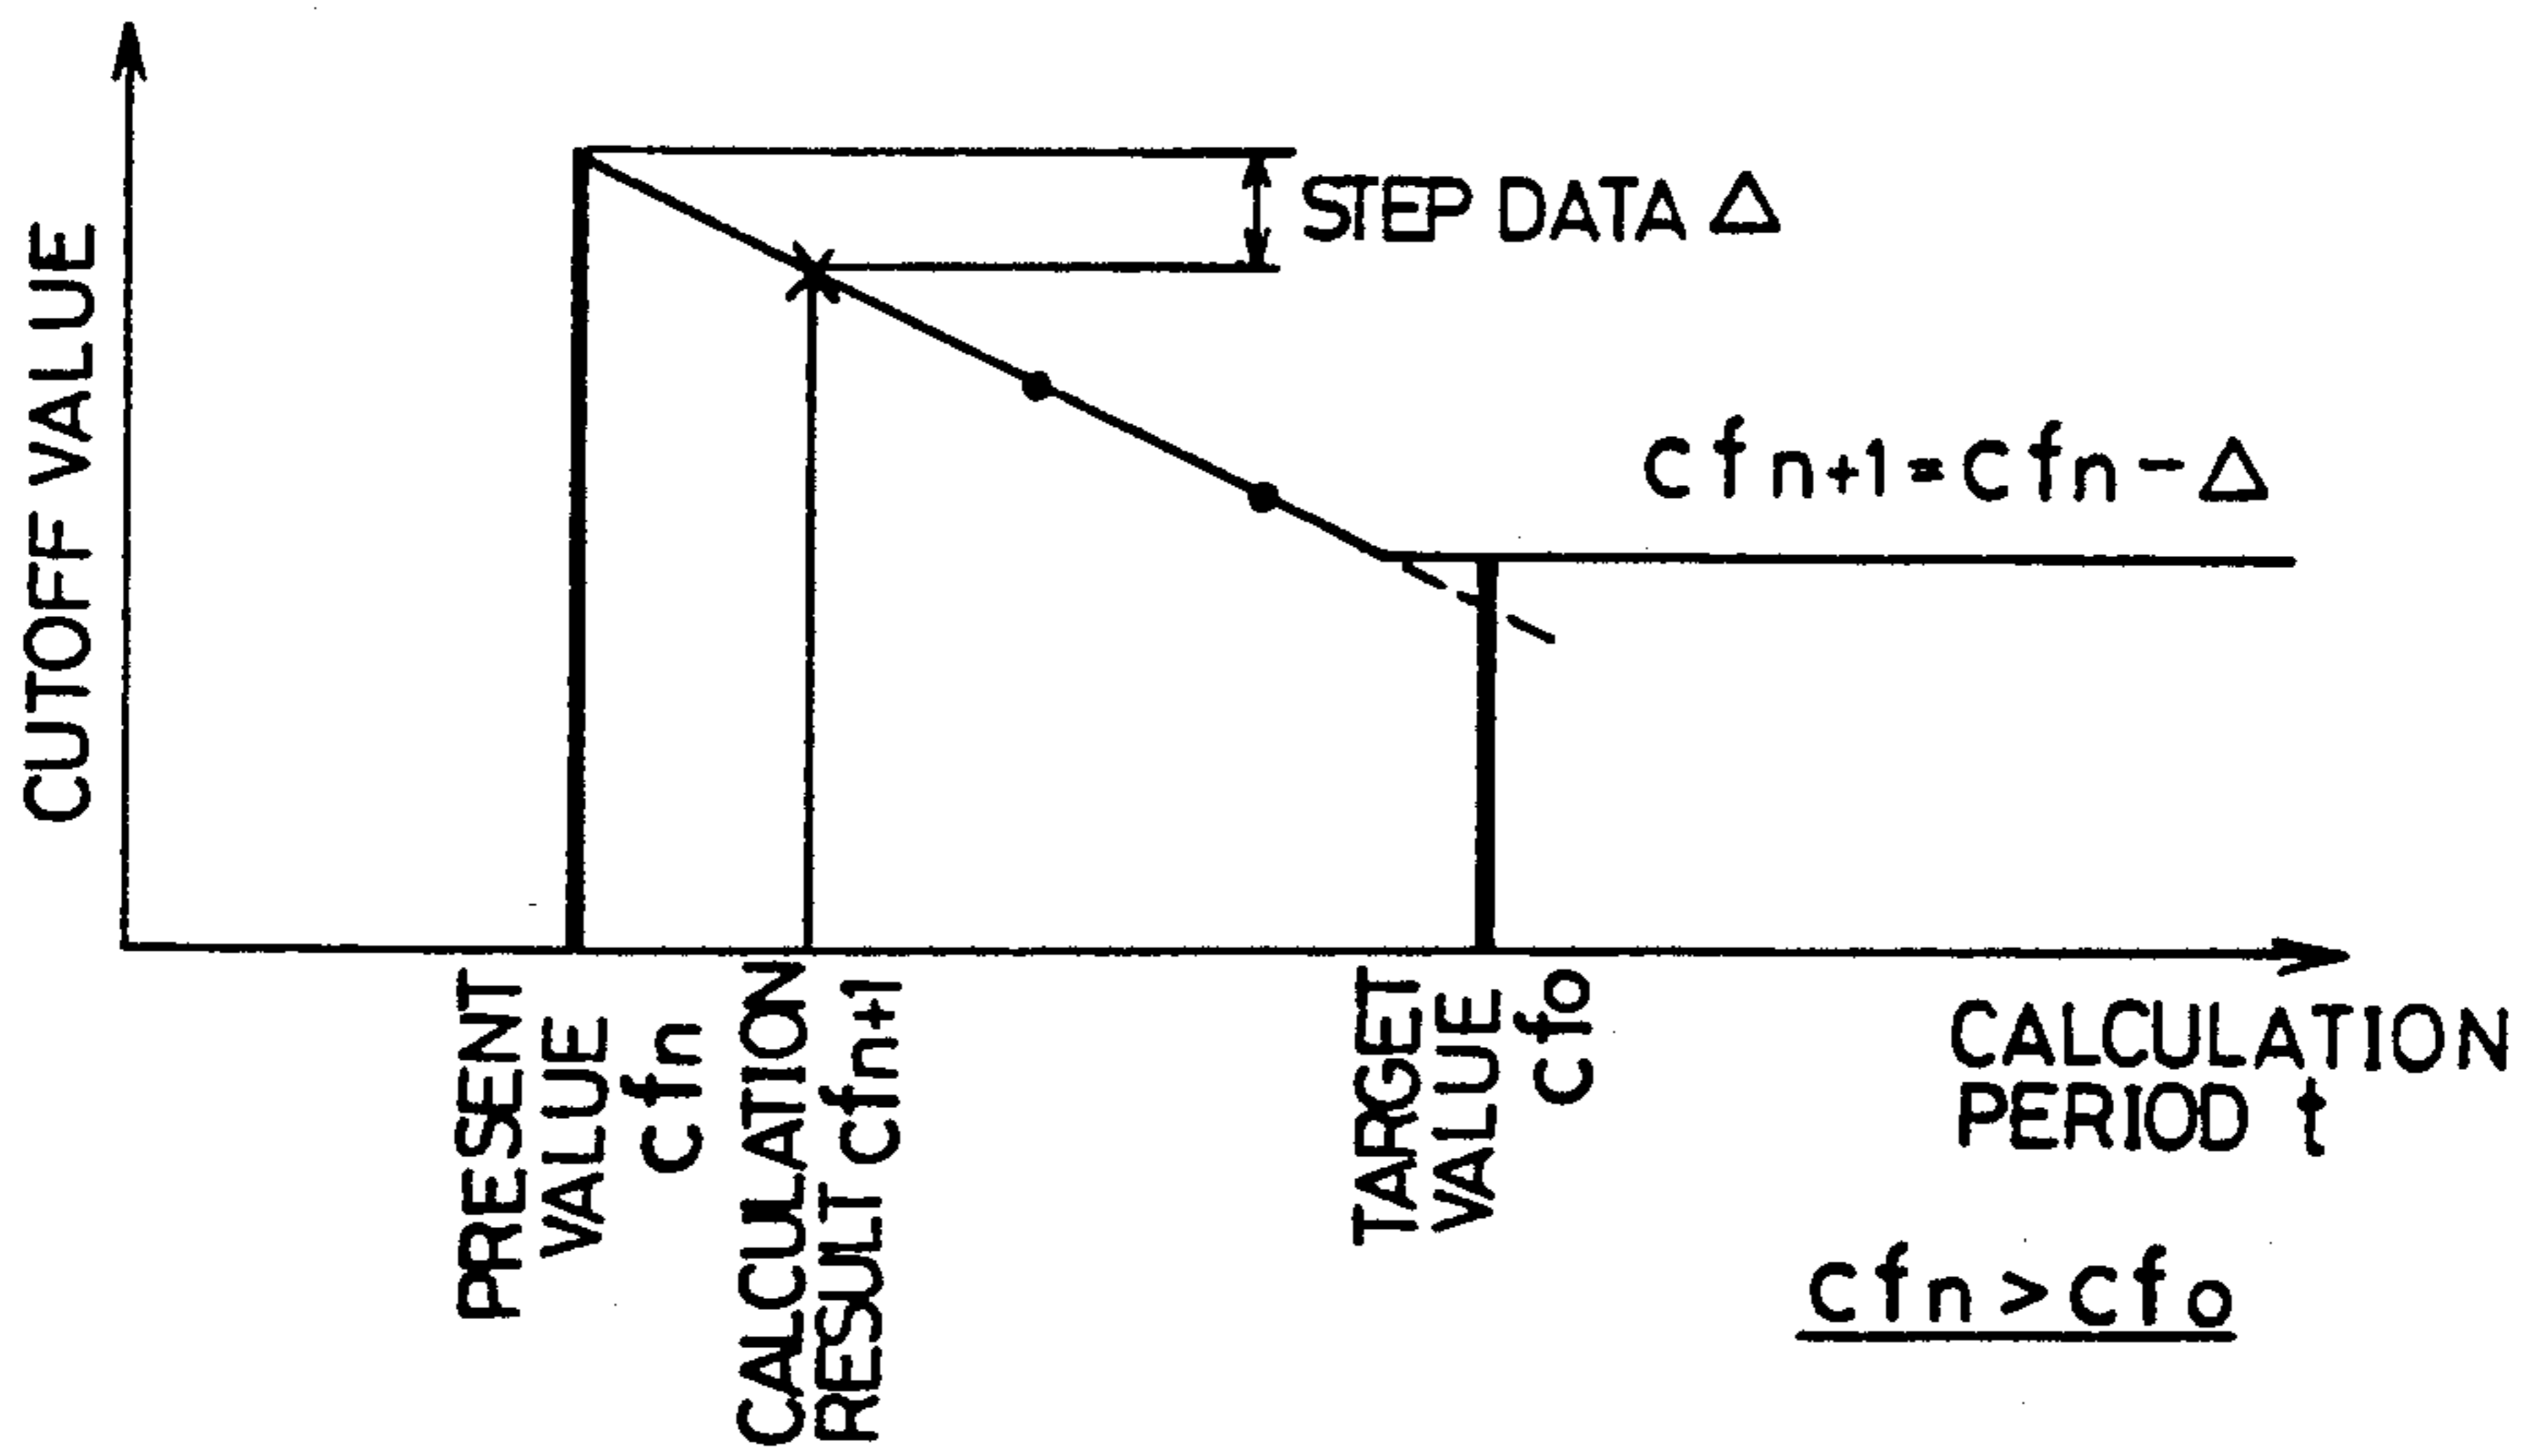 CUTOFF VALUE
STEP DATA Δ
cfn+1=cfn-Δ
PRESENT
VALUE
cfn
CALCULATION
RESULT cfn+1
TARGET
VALUE
cfo
CALCULATION
PERIOD t
cfn>cfo